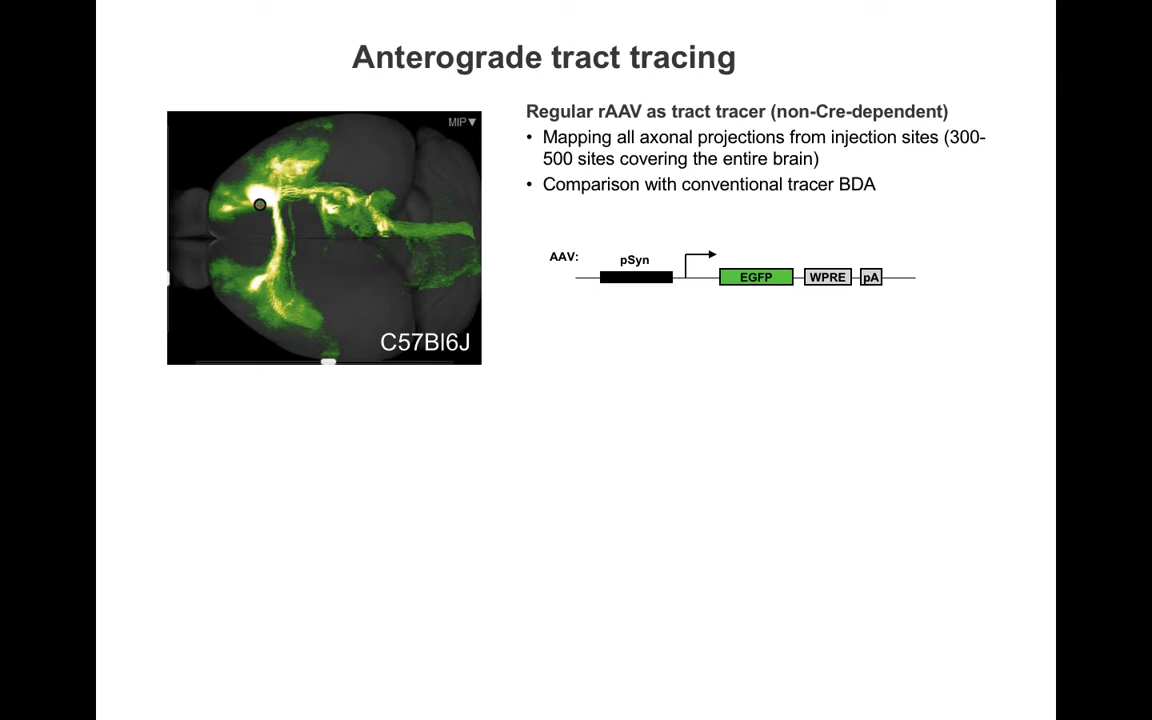 Anterograde tract tracing
MIP▼
C57Bl6J
Regular rAAV as tract tracer (non-Cre-dependent)
• Mapping all axonal projections from injection sites (300-
500 sites covering the entire brain)
• Comparison with conventional tracer BDA
AAV:
pSyn
EGFP
WPRE
pA